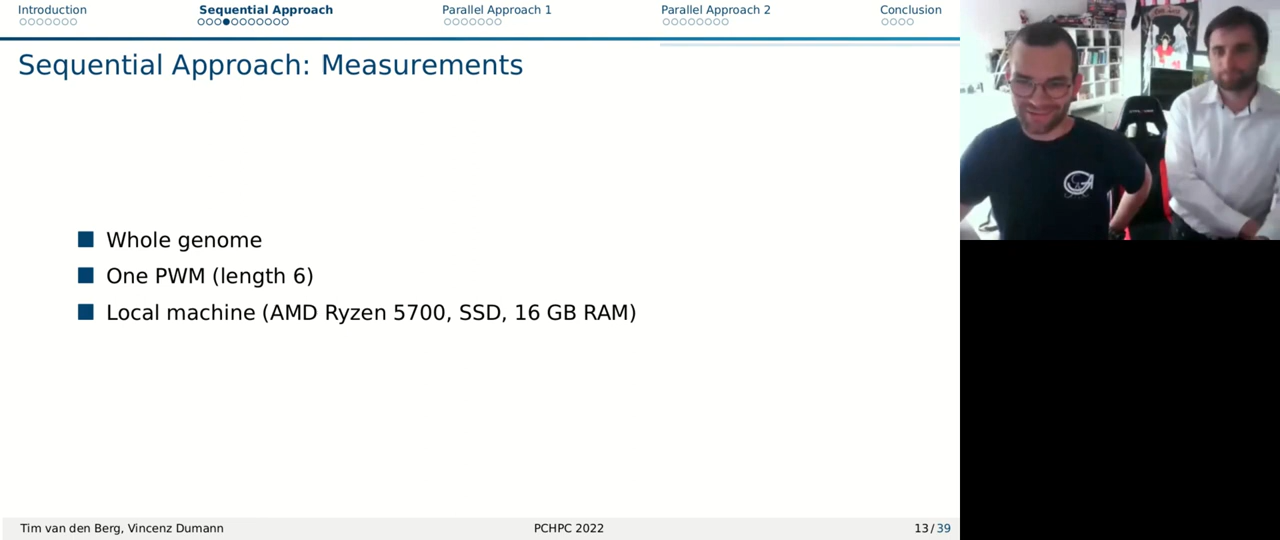 Introduction
Sequential Approach
Parallel Approach 1
Parallel Approach 2
Conclusion
Sequential Approach: Measurements
Whole genome
One PWM (length 6)
Local machine (AMD Ryzen 5700, SSD, 16 GB RAM)
Tim van den Berg, Vincenz Dumann
PCHPC 2022
13/39